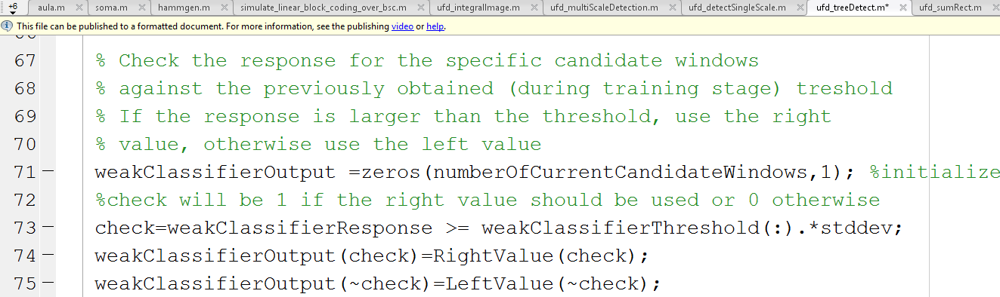 +6 aula.m × soma.m × hammgen.m × simulate_linear_block_coding_over_bsc.m × ufd_integralImage.m × ufd_multiScaleDetection.m × ufd_detectSingleScale.m × ufd_treeDetect.m* × ufd_sumRect.m ×
This file can be published to a formatted document. For more information, see the publishing video or help.
67 % Check the response for the specific candidate windows
68 % against the previously obtained (during training stage) treshold
69 % If the response is larger than the threshold, use the right
70 % value, otherwise use the left value
71 − weakClassifierOutput =zeros(numberOfCurrentCandidateWindows,1); %initialize
72 %check will be 1 if the right value should be used or 0 otherwise
73 − check=weakClassifierResponse >= weakClassifierThreshold(:).*stddev;
74 − weakClassifierOutput(check)=RightValue(check);
75 − weakClassifierOutput(~check)=LeftValue(~check);